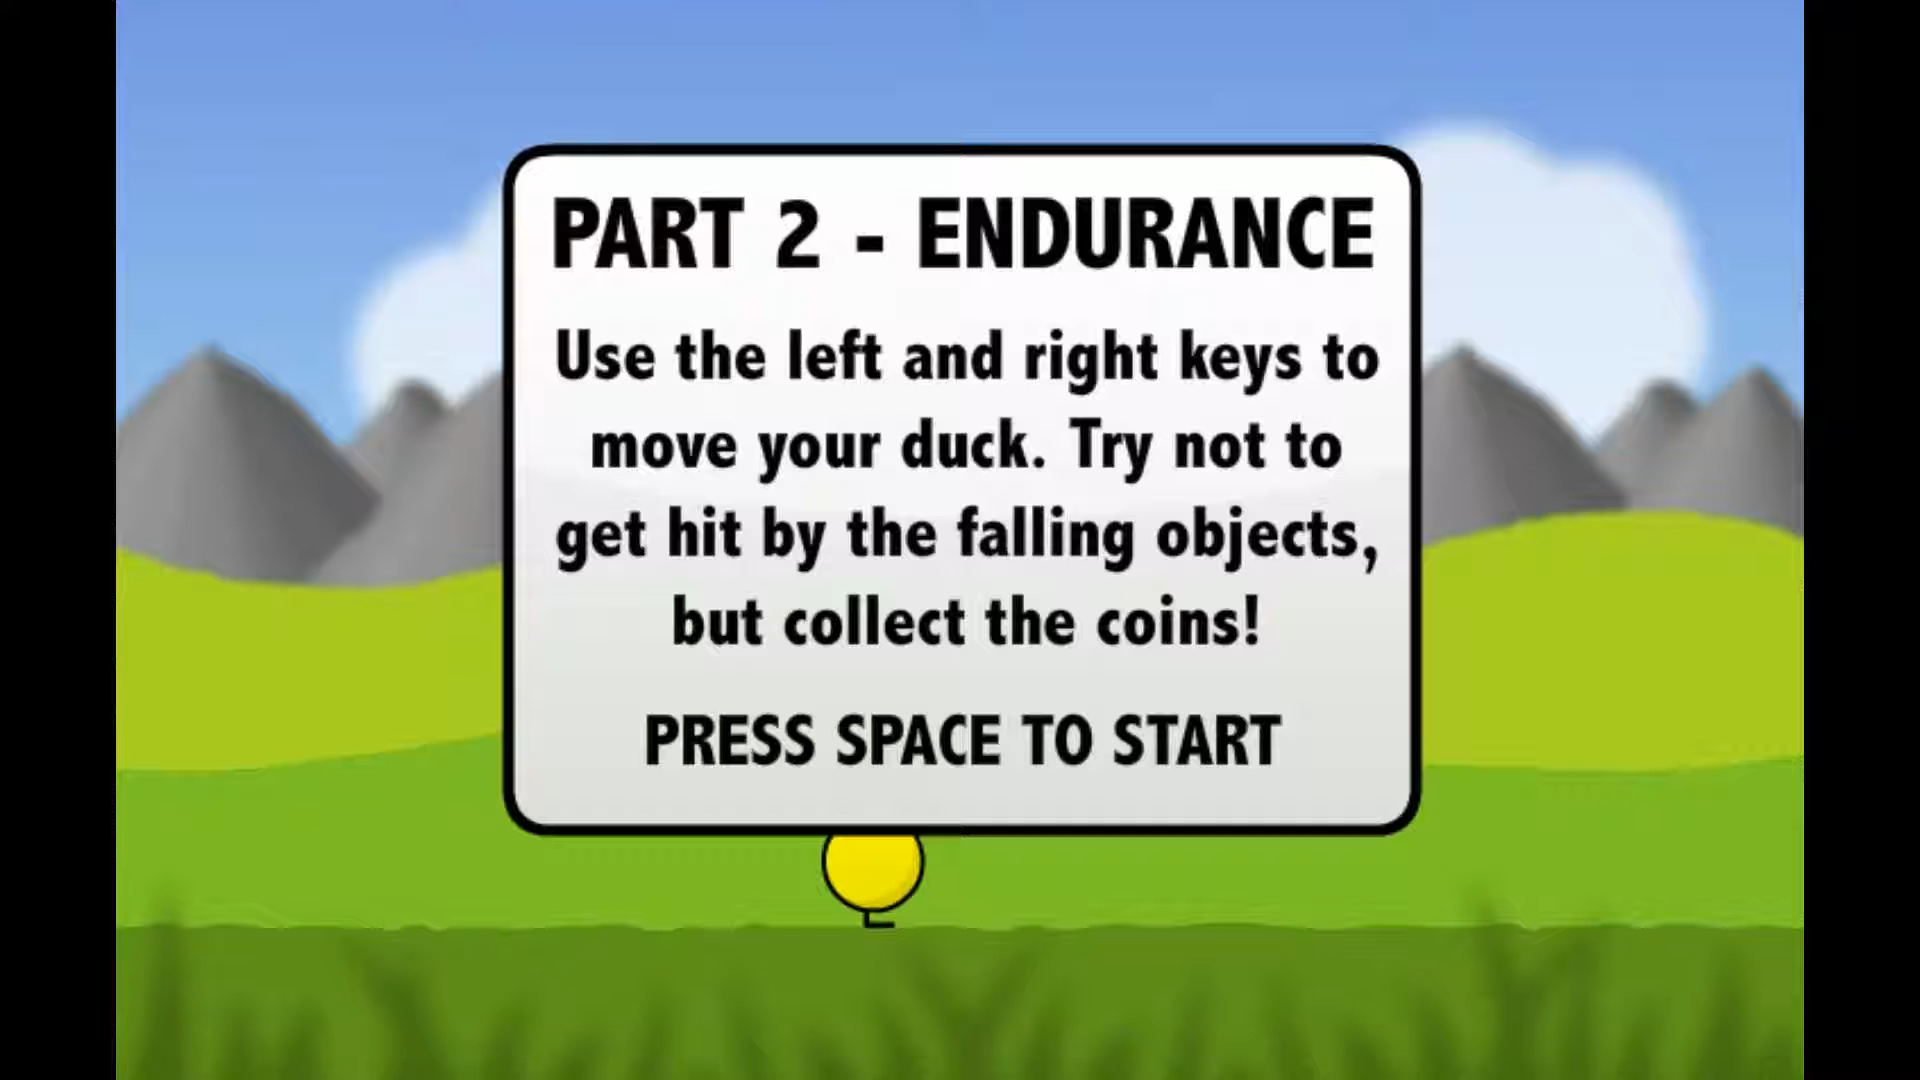 PART 2 - ENDURANCE
Use the left and right keys to
move your duck. Try not to
get hit by the falling objects,
but collect the coins!
PRESS SPACE TO START